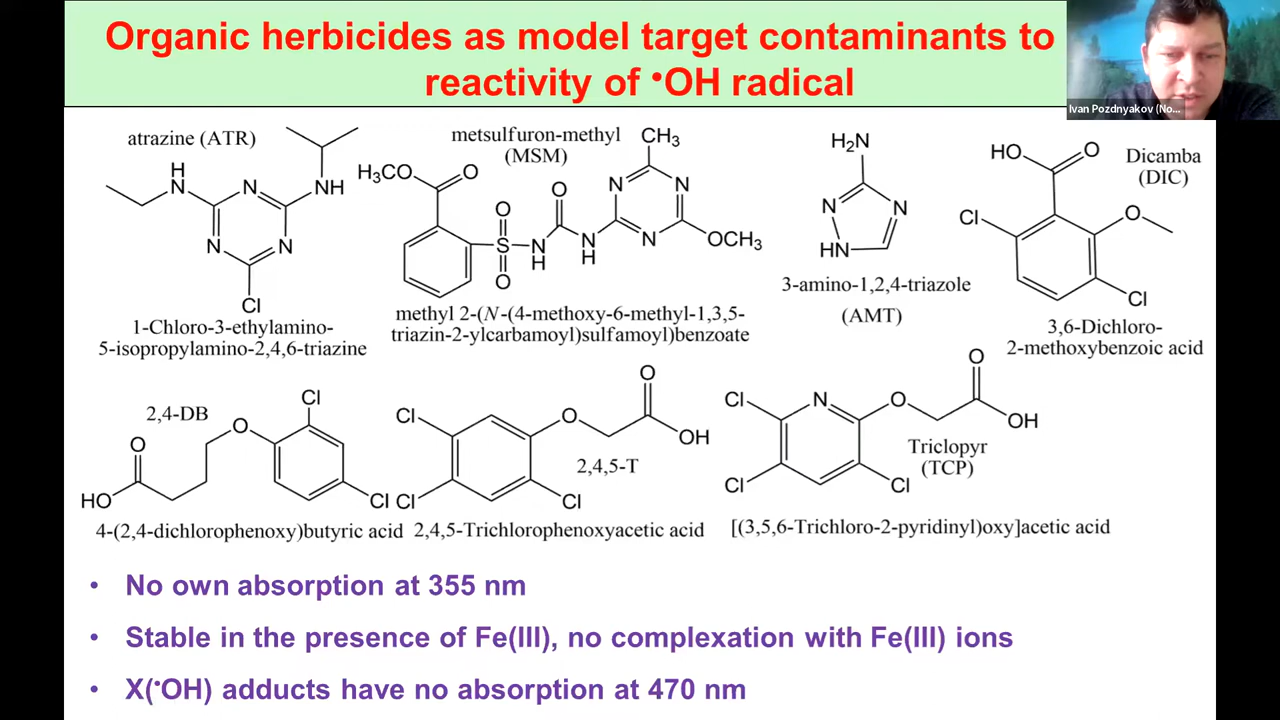 Organic herbicides as model target contaminants to
reactivity of •OH radical
Ivan Pozdnyakov (No...
atrazine (ATR)
H
N
N
NH
N
N
Cl
1-Chloro-3-ethylamino-
5-isopropylamino-2,4,6-triazine
metsulfuron-methyl
(MSM)
CH3
H3CO
O
O
O
N
N
S
N
H
N
H
N
OCH3
O
methyl 2-(N-(4-methoxy-6-methyl-1,3,5-
triazin-2-ylcarbamoyl)sulfamoyl)benzoate
H2N
N
N
HN
3-amino-1,2,4-triazole
(AMT)
HO
O
Dicamba
(DIC)
Cl
O
Cl
3,6-Dichloro-
2-methoxybenzoic acid
2,4-DB
Cl
O
O
HO
Cl
4-(2,4-dichlorophenoxy)butyric acid
O
Cl
O
OH
2,4,5-T
Cl
Cl
2,4,5-Trichlorophenoxyacetic acid
O
Cl
N
O
OH
Triclopyr
(TCP)
Cl
Cl
[(3,5,6-Trichloro-2-pyridinyl)oxy]acetic acid
• No own absorption at 355 nm
• Stable in the presence of Fe(III), no complexation with Fe(III) ions
• X(•OH) adducts have no absorption at 470 nm